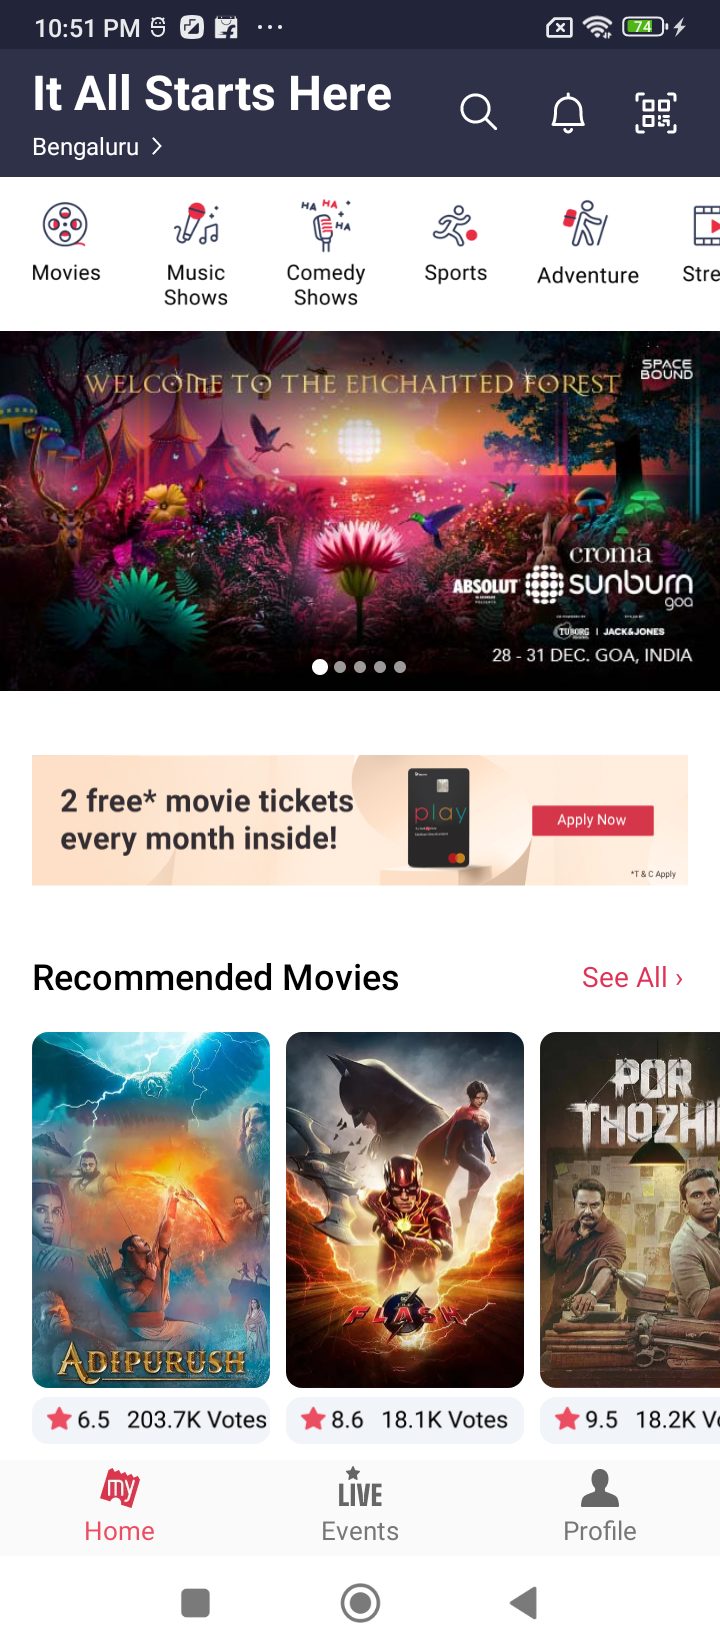 10:51 PM
74
It All Starts Here
Bengaluru
Movies
Music
Shows
HA HA
HA
Comedy
Shows
Sports
Adventure
Stre
WELCOME TO THE ENCHANTED FOREST
SPACE
BOUND
croma
ABSOLUT
sunburn
goa
TUBORG | JACK&JONES
28 - 31 DEC. GOA, INDIA
2 free* movie tickets
every month inside!
play
Apply Now
*T & C Apply
Recommended Movies
See All ›
ADIPURUSH
FLASH
POR
THOZHI
6.5 203.7K Votes
8.6 18.1K Votes
9.5 18.2K Vo
my
Home
LIVE
Events
Profile